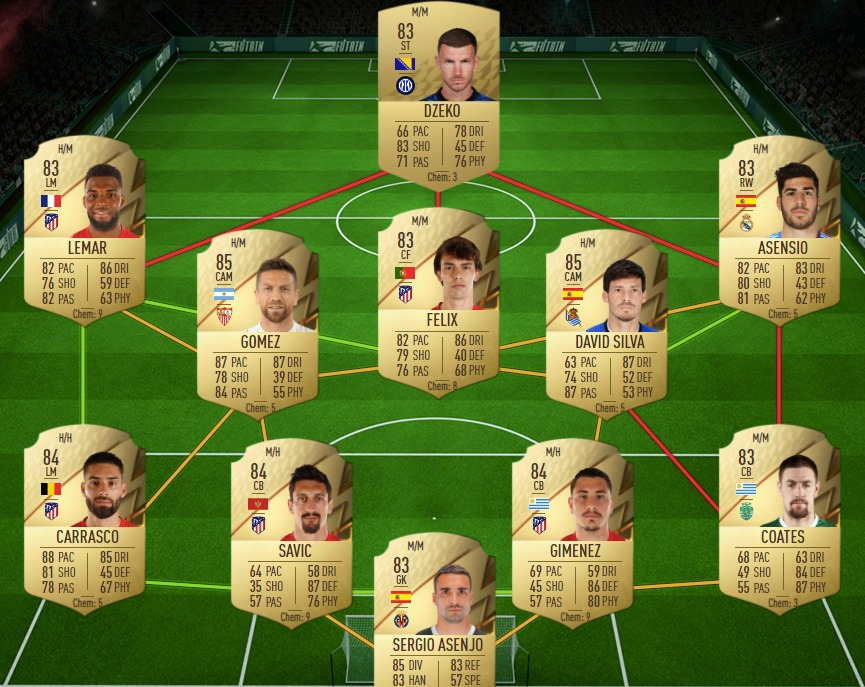 FUTBIN FUTBIN FUTBIN
M/M
83
ST
DZEKO
66 PAC 78 DRI
83 SHO 45 DEF
71 PAS 76 PHY
Chem: 3
H/M
83
LM
LEMAR
82 PAC 86 DRI
76 SHO 59 DEF
82 PAS 63 PHY
Chem: 9
H/M
83
RW
ASENSIO
82 PAC 83 DRI
80 SHO 43 DEF
81 PAS 62 PHY
Chem: 5
H/M
85
CAM
GOMEZ
87 PAC 87 DRI
78 SHO 39 DEF
84 PAS 55 PHY
Chem: 5
M/M
83
CF
FELIX
82 PAC 86 DRI
79 SHO 40 DEF
76 PAS 68 PHY
Chem: 8
H/M
85
CAM
DAVID SILVA
63 PAC 87 DRI
74 SHO 52 DEF
87 PAS 53 PHY
Chem: 5
H/H
84
LM
CARRASCO
88 PAC 85 DRI
81 SHO 45 DEF
78 PAS 67 PHY
Chem: 5
M/H
84
CB
SAVIC
64 PAC 58 DRI
35 SHO 87 DEF
57 PAS 76 PHY
Chem: 9
M/H
84
CB
GIMENEZ
69 PAC 59 DRI
45 SHO 86 DEF
57 PAS 80 PHY
Chem: 9
M/M
83
CB
COATES
68 PAC 63 DRI
49 SHO 84 DEF
55 PAS 87 PHY
Chem: 3
M/M
83
GK
SERGIO ASENJO
85 DIV 83 REF
83 HAN 57 SPE